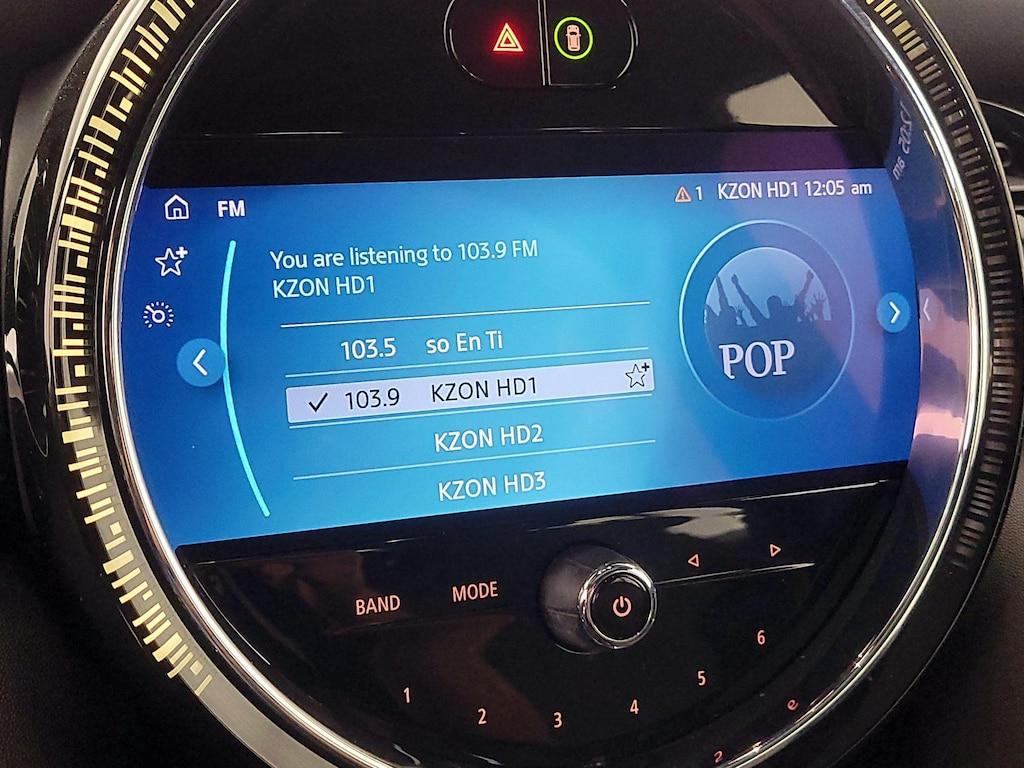 FM
1 KZON HD1 12:05 am
You are listening to 103.9 FM
KZON HD1
103.5 so En Ti
103.9 KZON HD1
KZON HD2
KZON HD3
POP
BAND MODE
1 2 3 4 5 6